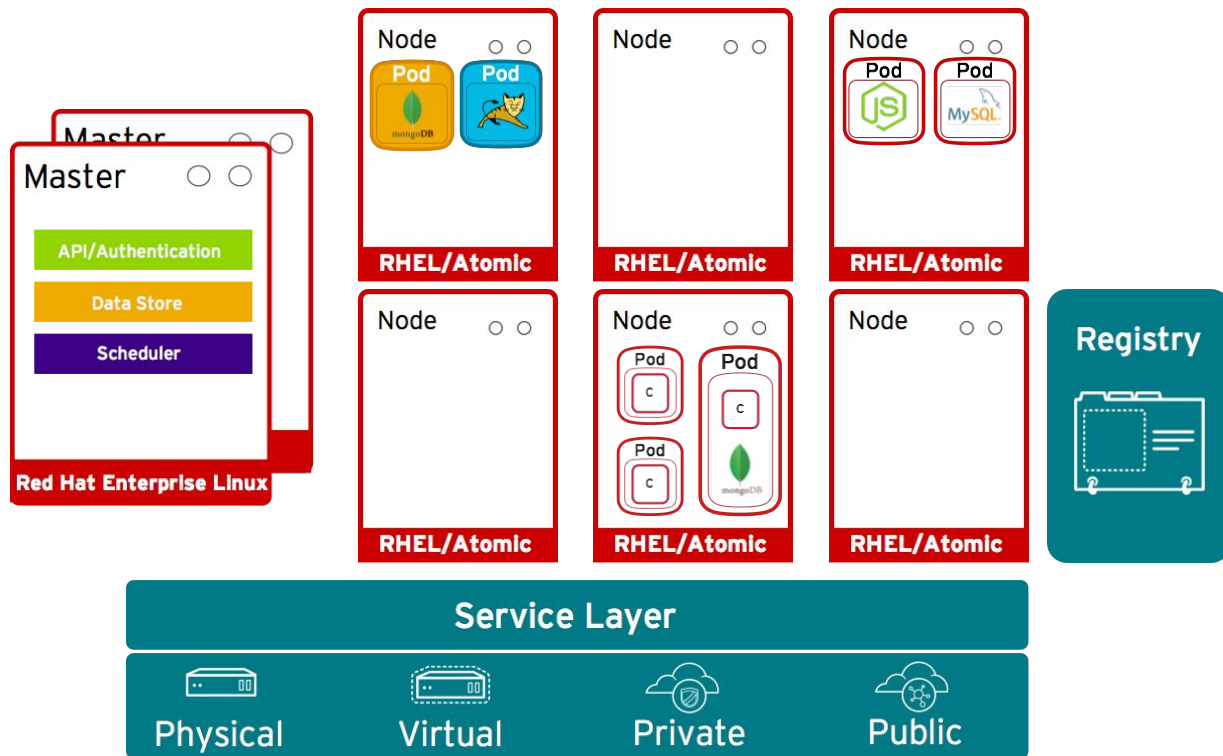 Master
Master
API/Authentication
Data Store
Scheduler
Red Hat Enterprise Linux
Node
Pod
mongoDB
Pod
RHEL/Atomic
Node
RHEL/Atomic
Node
Pod
JS
Pod
MySQL
RHEL/Atomic
Node
RHEL/Atomic
Node
Pod
c
Pod
c
Pod
c
mongoDB
RHEL/Atomic
Node
RHEL/Atomic
Registry
Service Layer
Physical
Virtual
Private
Public